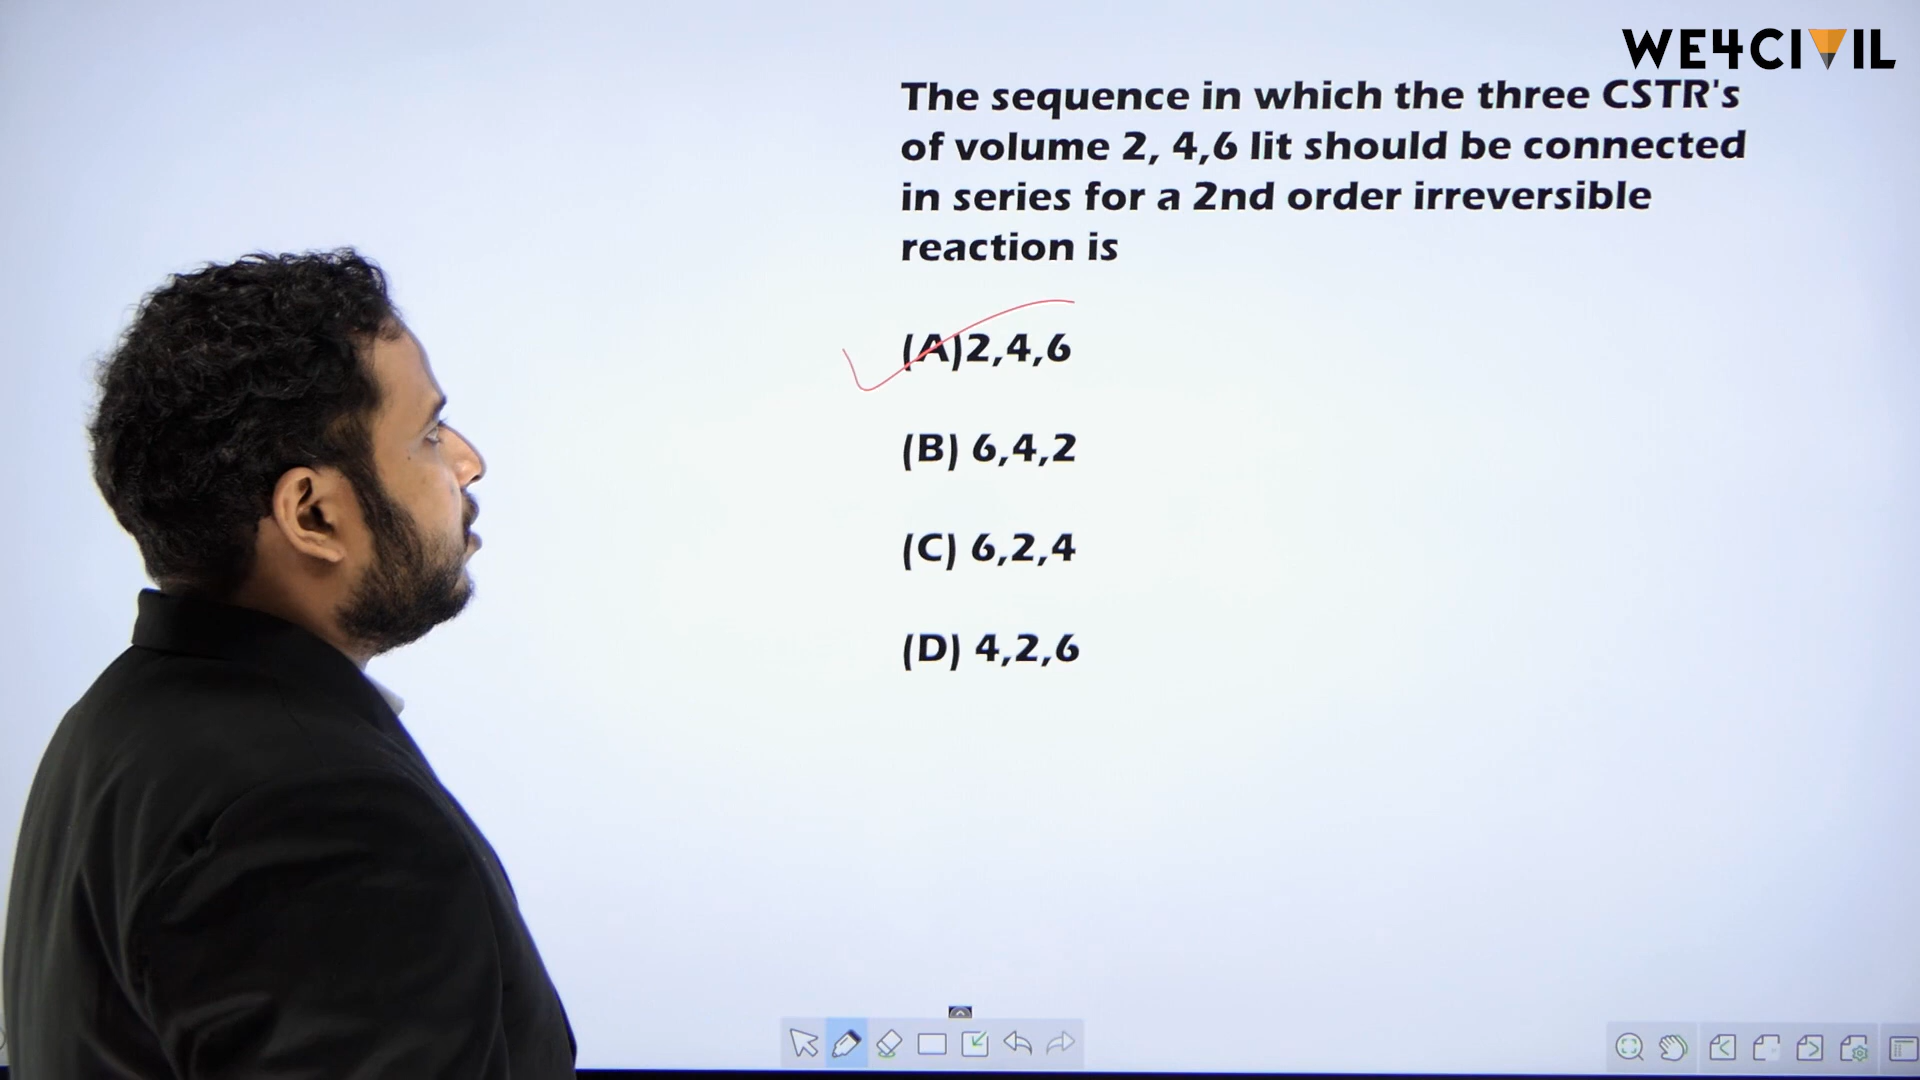 WE4CIVIL
The sequence in which the three CSTR's
of volume 2, 4,6 lit should be connected
in series for a 2nd order irreversible
reaction is
(A)2,4,6
(B) 6,4,2
(C) 6,2,4
(D) 4,2,6